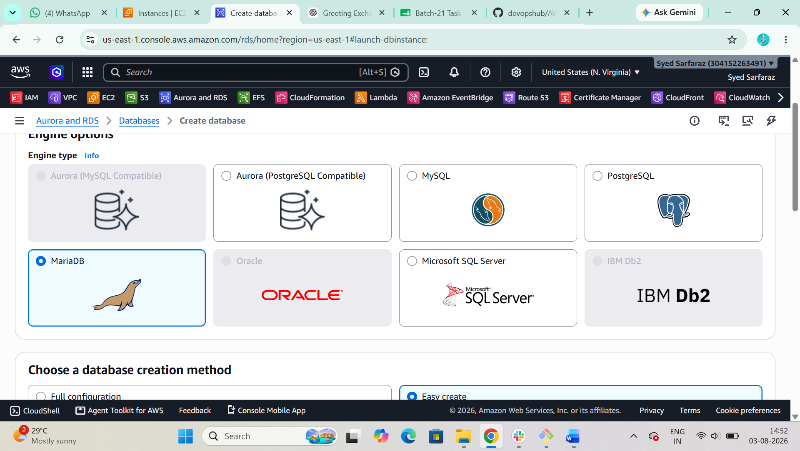 (4) WhatsApp
Instances | EC2
Create databas
Greeting Excha
Batch-21 Task
devopshub//A
Ask Gemini
us-east-1.console.aws.amazon.com/rds/home?region=us-east-1#launch-dbinstance:
aws
Search
[Alt+S]
United States (N. Virginia)
Syed Sarfaraz (304152263491)
Syed Sarfaraz
IAM
VPC
EC2
S3
Aurora and RDS
EFS
CloudFormation
Lambda
Amazon EventBridge
Route 53
Certificate Manager
CloudFront
CloudWatch
Aurora and RDS
Databases
Create database
Engine options
Engine type Info
Aurora (MySQL Compatible)
Aurora (PostgreSQL Compatible)
MySQL
PostgreSQL
MariaDB
Oracle
ORACLE
Microsoft SQL Server
Microsoft
SQL Server
IBM Db2
IBM Db2
Choose a database creation method
Full configuration
Easy create
CloudShell
Agent Toolkit for AWS
Feedback
Console Mobile App
© 2026, Amazon Web Services, Inc. or its affiliates.
Privacy
Terms
Cookie preferences
2
29°C
Mostly sunny
Search
ENG
IN
14:52
03-08-2026